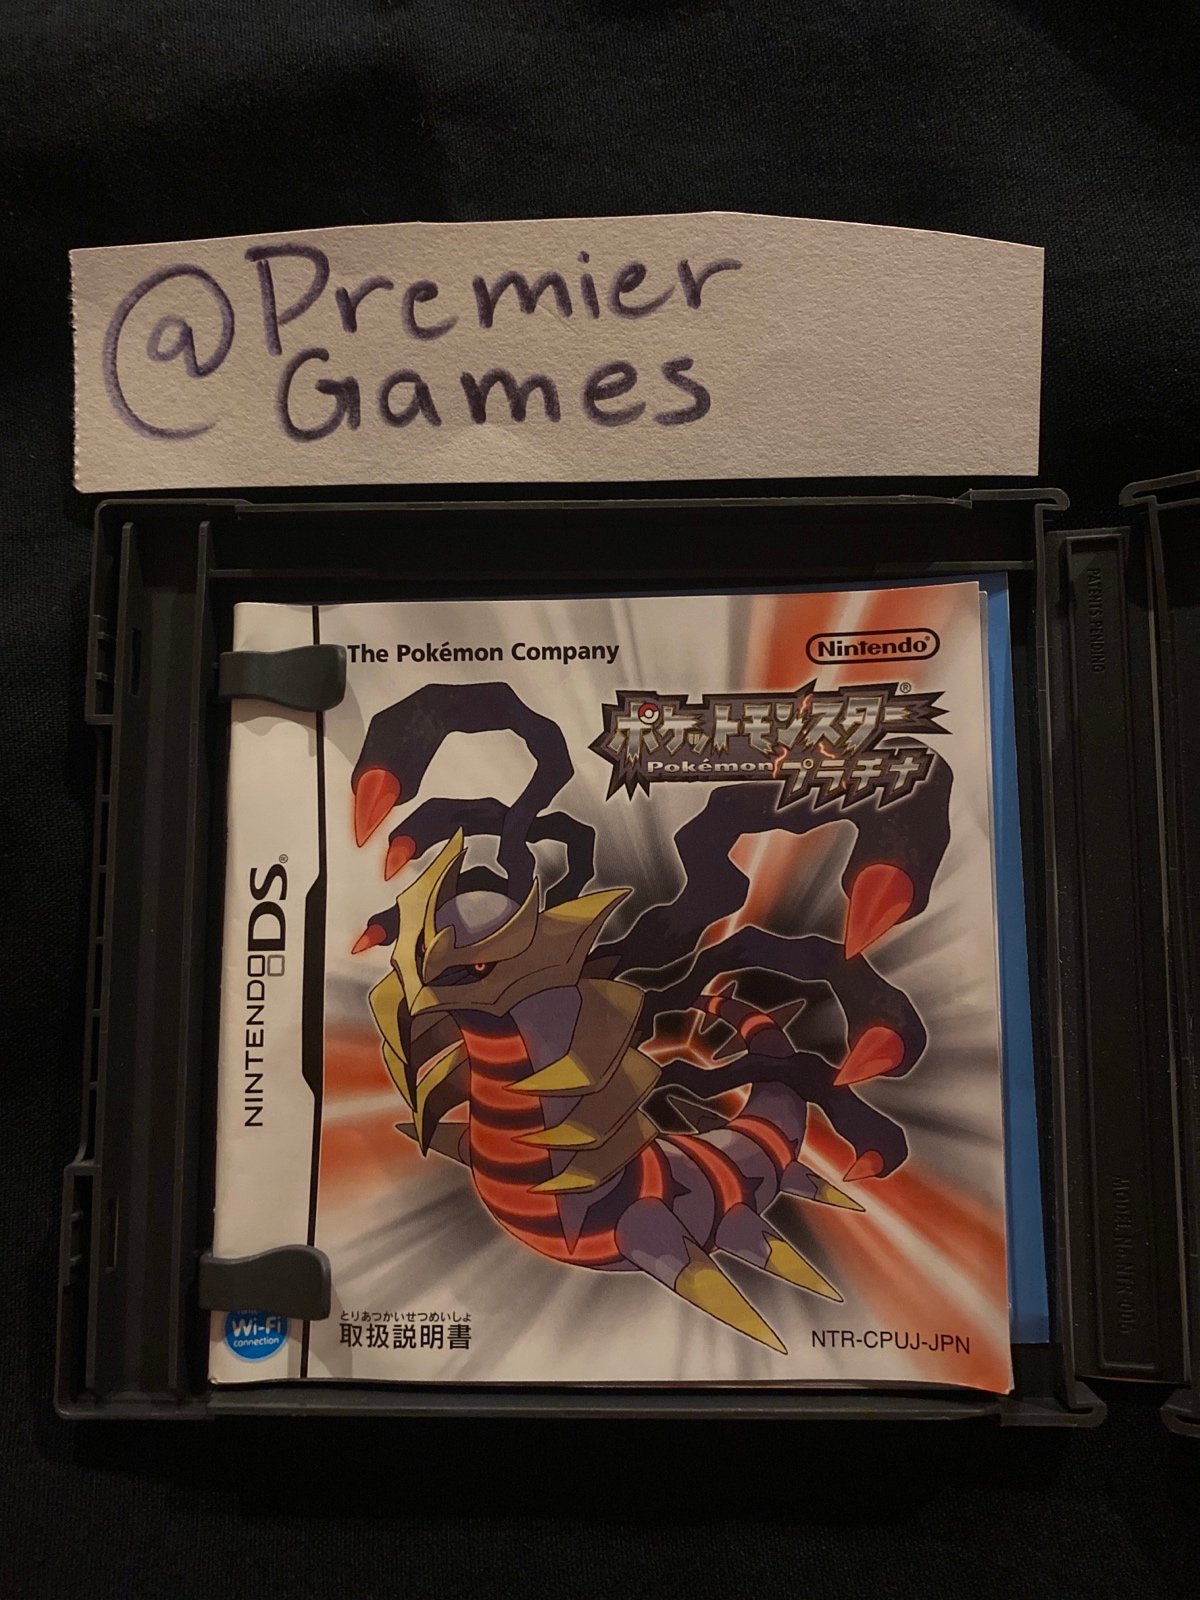 @Premier
Games
The Pokémon Company
Nintendo®
ポケットモンスター®
Pokémon プラチナ
NINTENDO DS®
Wi-Fi
connection
とりあつかいせつめいしょ
取扱説明書
NTR-CPUJ-JPN
PATENTS PENDING